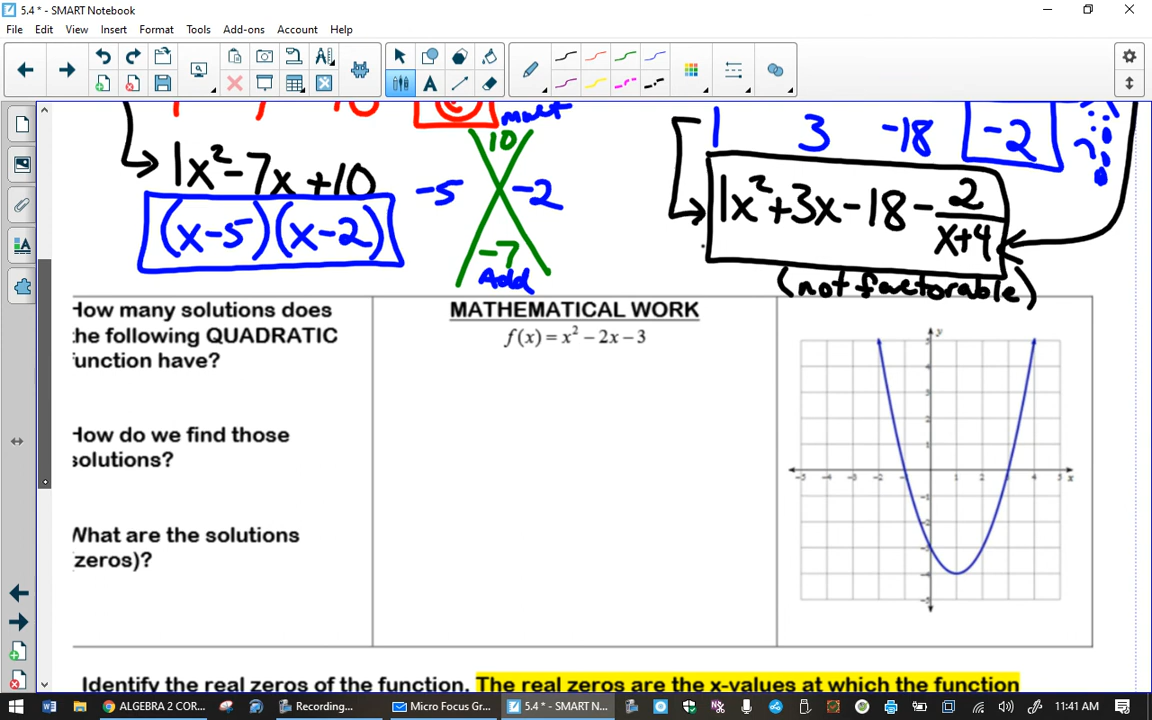 5.4 * - SMART Notebook
File Edit View Insert Format Tools Add-ons Account Help
mult
10
-5 -2
-7
Add
1x²-7x+10
(x-5)(x-2)
1 3 -18 -2
1x²+3x-18-2/(x+4)
(not factorable)
How many solutions does
the following QUADRATIC
function have?
How do we find those
solutions?
What are the solutions
zeros)?
MATHEMATICAL WORK
f(x) = x² - 2x - 3
y
x
Identify the real zeros of the function. The real zeros are the x-values at which the function
ALGEBRA 2 COR...
Recording...
Micro Focus Gr...
5.4 * - SMART N...
11:41 AM